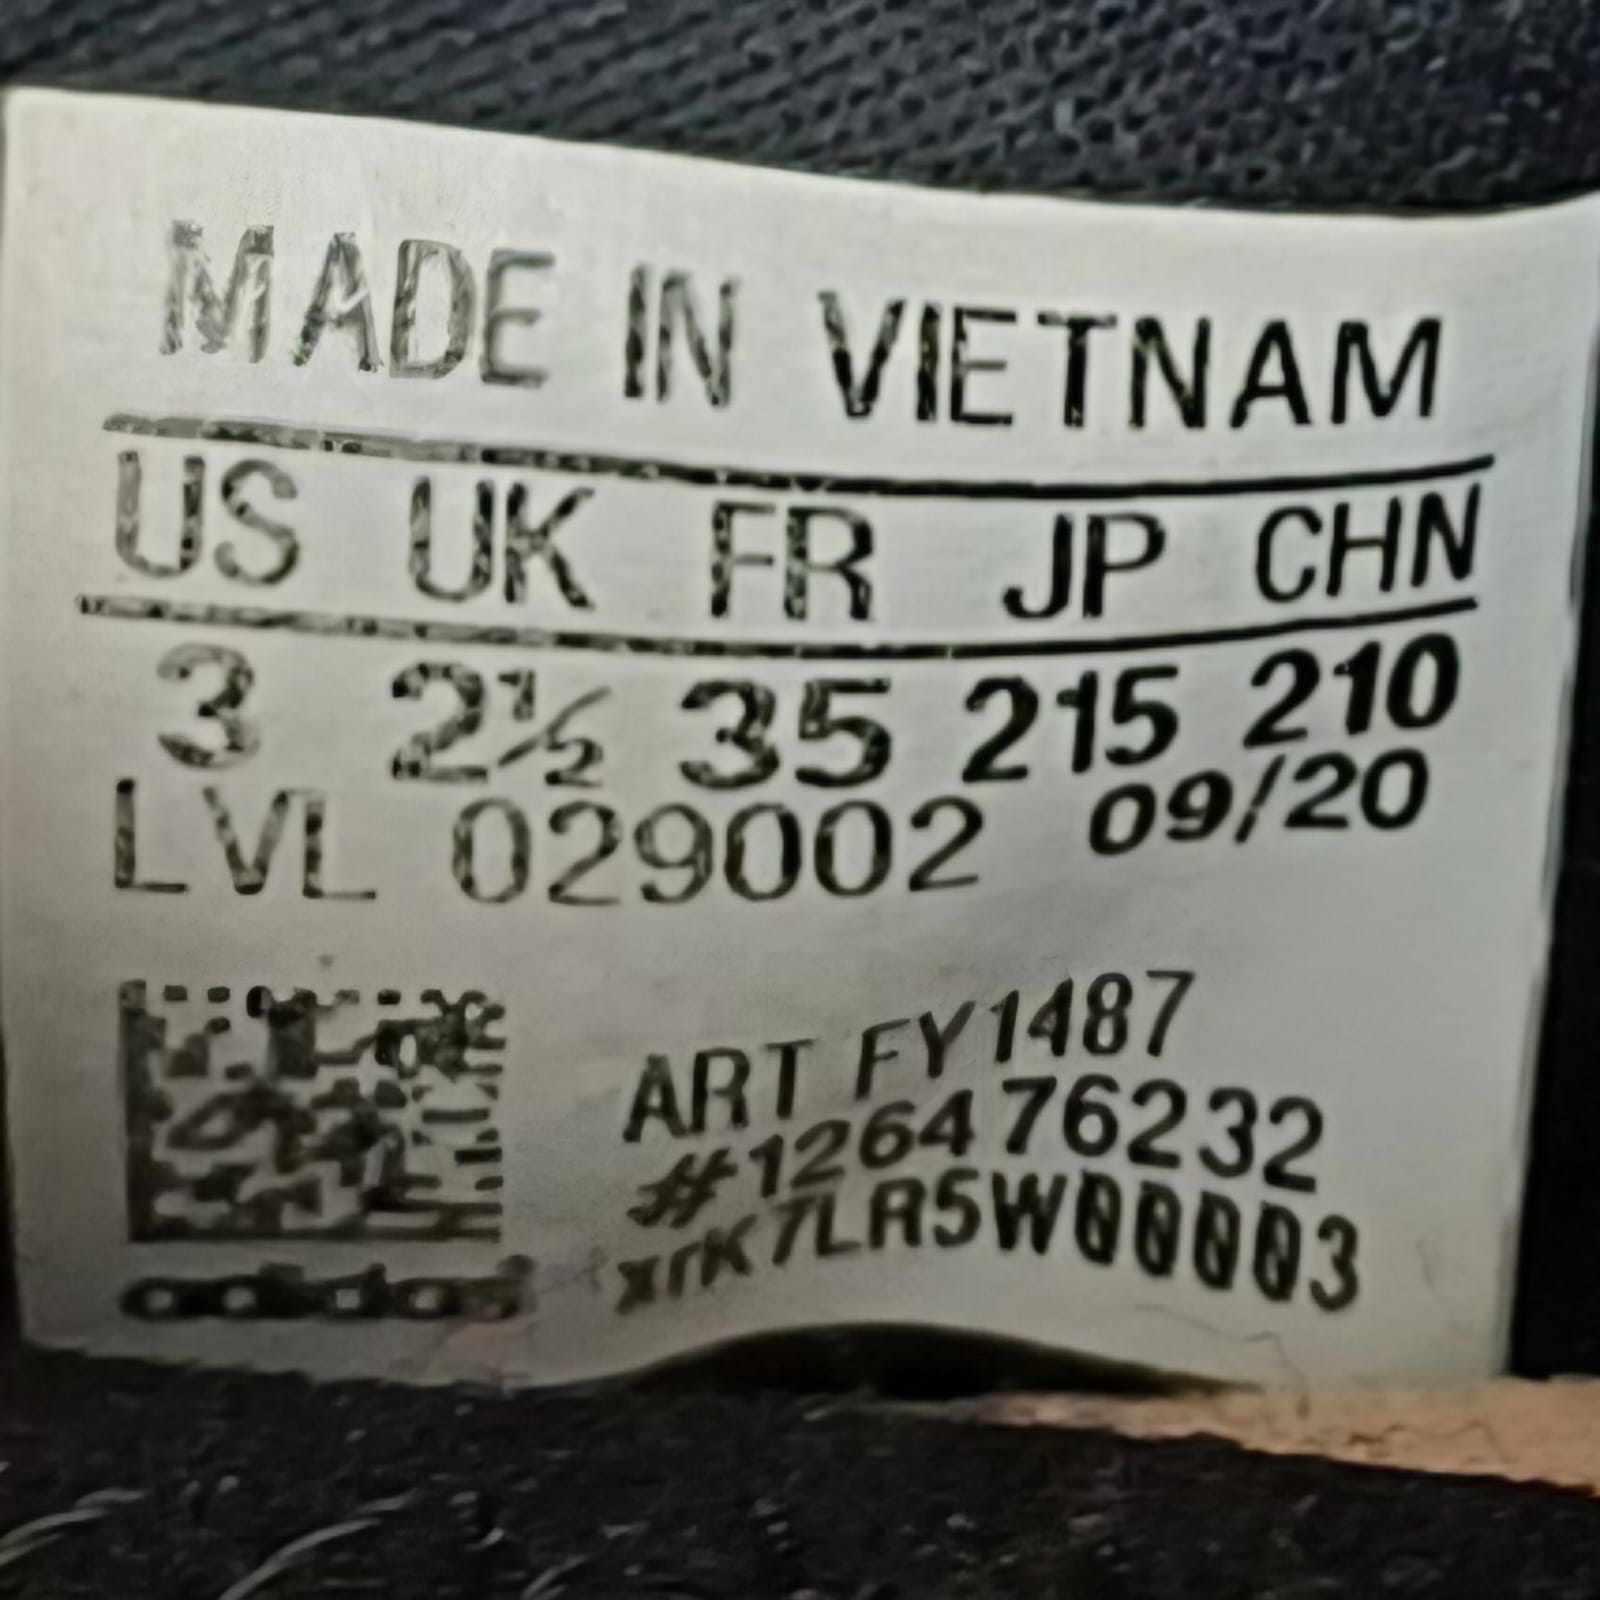 MADE IN VIETNAM
US UK FR JP CHN
3 2½ 35 215 210
LVL 029002 09/20
ART FY1487
#126476232
xrK7LR5W00003
adidas